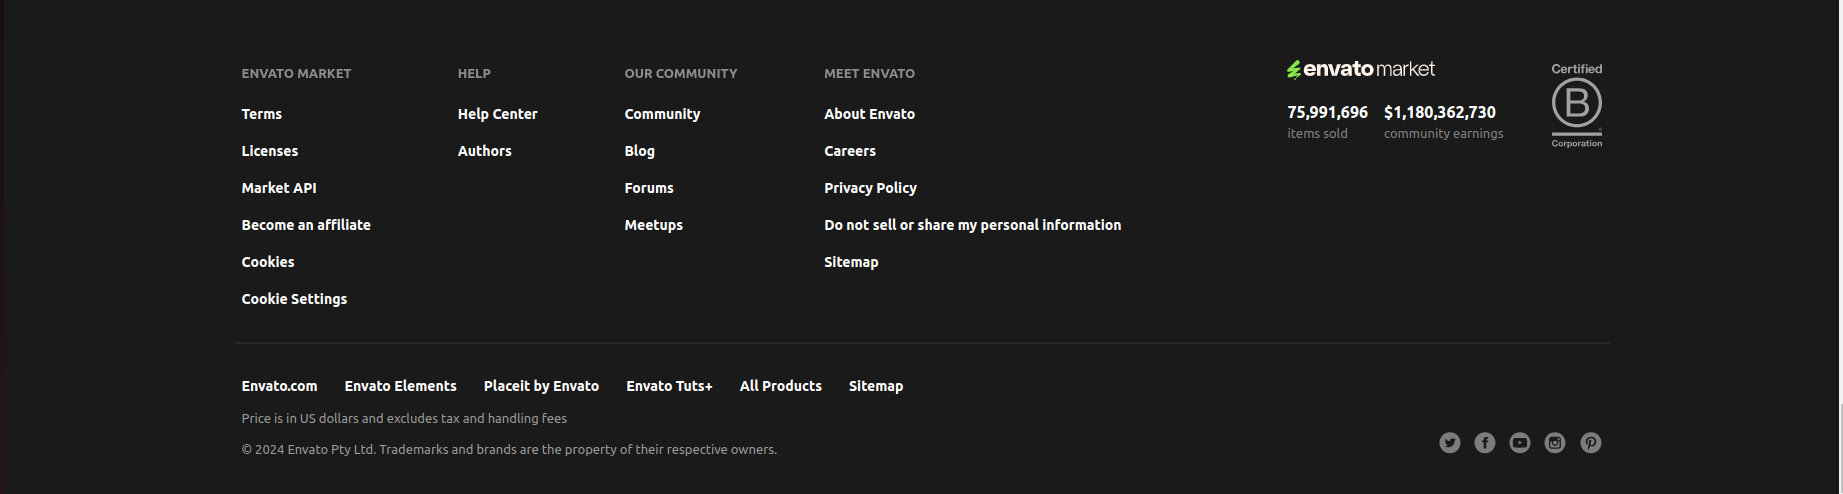 ENVATO MARKET
Terms
Licenses
Market API
Become an affiliate
Cookies
Cookie Settings
HELP
Help Center
Authors
OUR COMMUNITY
Community
Blog
Forums
Meetups
MEET ENVATO
About Envato
Careers
Privacy Policy
Do not sell or share my personal information
Sitemap
envato market
75,991,696
items sold
$1,180,362,730
community earnings
Certified
B
Corporation
Envato.com Envato Elements Placeit by Envato Envato Tuts+ All Products Sitemap
Price is in US dollars and excludes tax and handling fees
© 2024 Envato Pty Ltd. Trademarks and brands are the property of their respective owners.